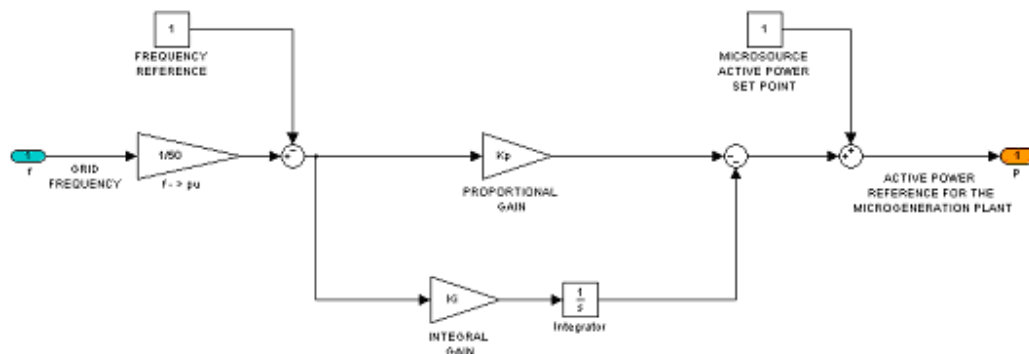 1
FREQUENCY
REFERENCE
1
MICROSOURCE
ACTIVE POWER
SET POINT
1
f
GRID
FREQUENCY
1/50
f -> pu
Kp
PROPORTIONAL
GAIN
1
P
ACTIVE POWER
REFERENCE FOR THE
MICROGENERATION PLANT
Ki
INTEGRAL
GAIN
1
s
Integrator